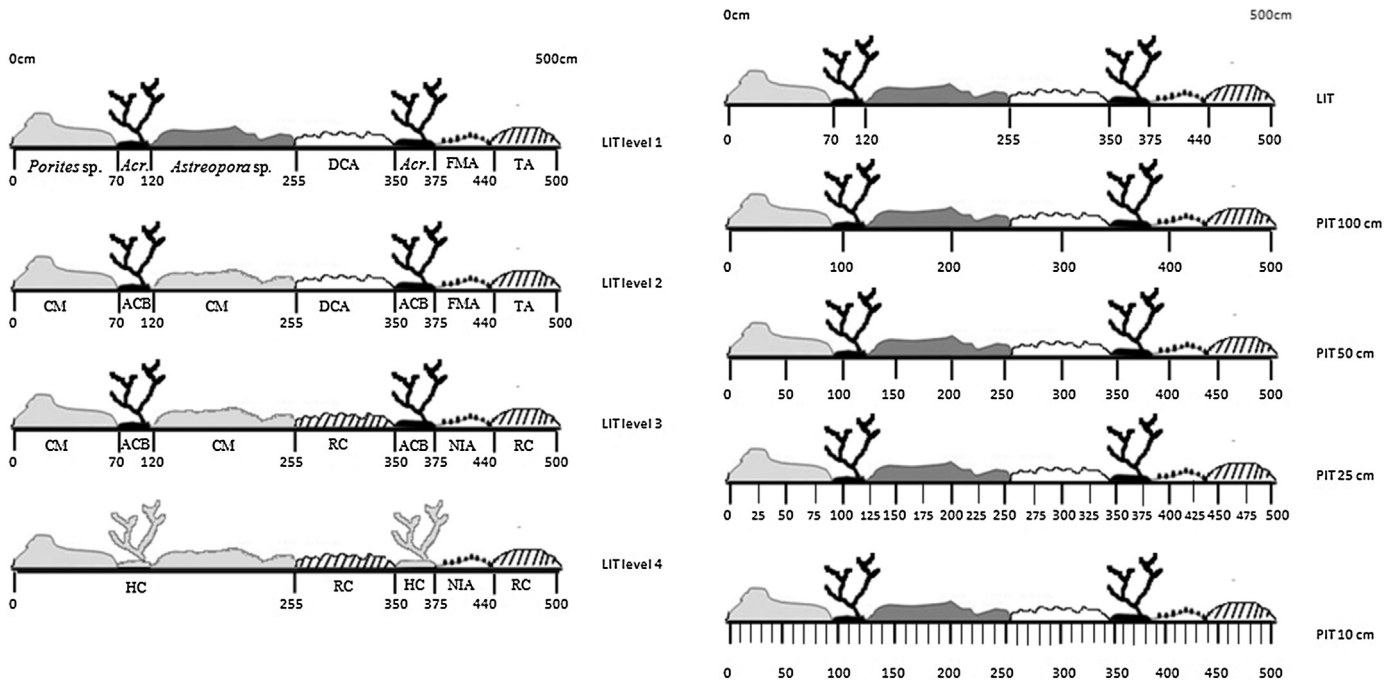 0cm 500cm
LIT level 1
Porites sp. Acr. Astreopora sp. DCA Acr. FMA TA
0 70 120 255 350 375 440 500
LIT level 2
CM ACB CM DCA ACB FMA TA
0 70 120 255 350 375 440 500
LIT level 3
CM ACB CM RC ACB NIA RC
0 70 120 255 350 375 440 500
LIT level 4
HC RC HC NIA RC
0 255 350 375 440 500
0cm 500cm
LIT
0 70 120 255 350 375 440 500
PIT 100 cm
0 100 200 300 400 500
PIT 50 cm
0 50 100 150 200 250 300 350 400 450 500
PIT 25 cm
0 25 50 75 100 125 150 175 200 225 250 275 300 325 350 375 400 425 450 475 500
PIT 10 cm
0 50 100 150 200 250 300 350 400 450 500